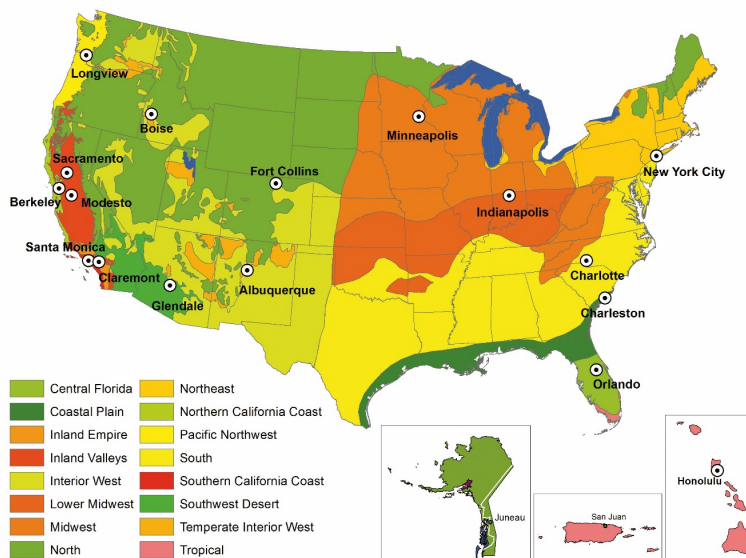 Longview
Boise
Minneapolis
Sacramento
Fort Collins
New York City
Berkeley
Modesto
Indianapolis
Santa Monica
Claremont
Albuquerque
Charlotte
Glendale
Charleston
Orlando
Central Florida
Northeast
Coastal Plain
Northern California Coast
Inland Empire
Pacific Northwest
Inland Valleys
South
Interior West
Southern California Coast
Lower Midwest
Southwest Desert
Midwest
Temperate Interior West
North
Tropical
Juneau
San Juan
Honolulu